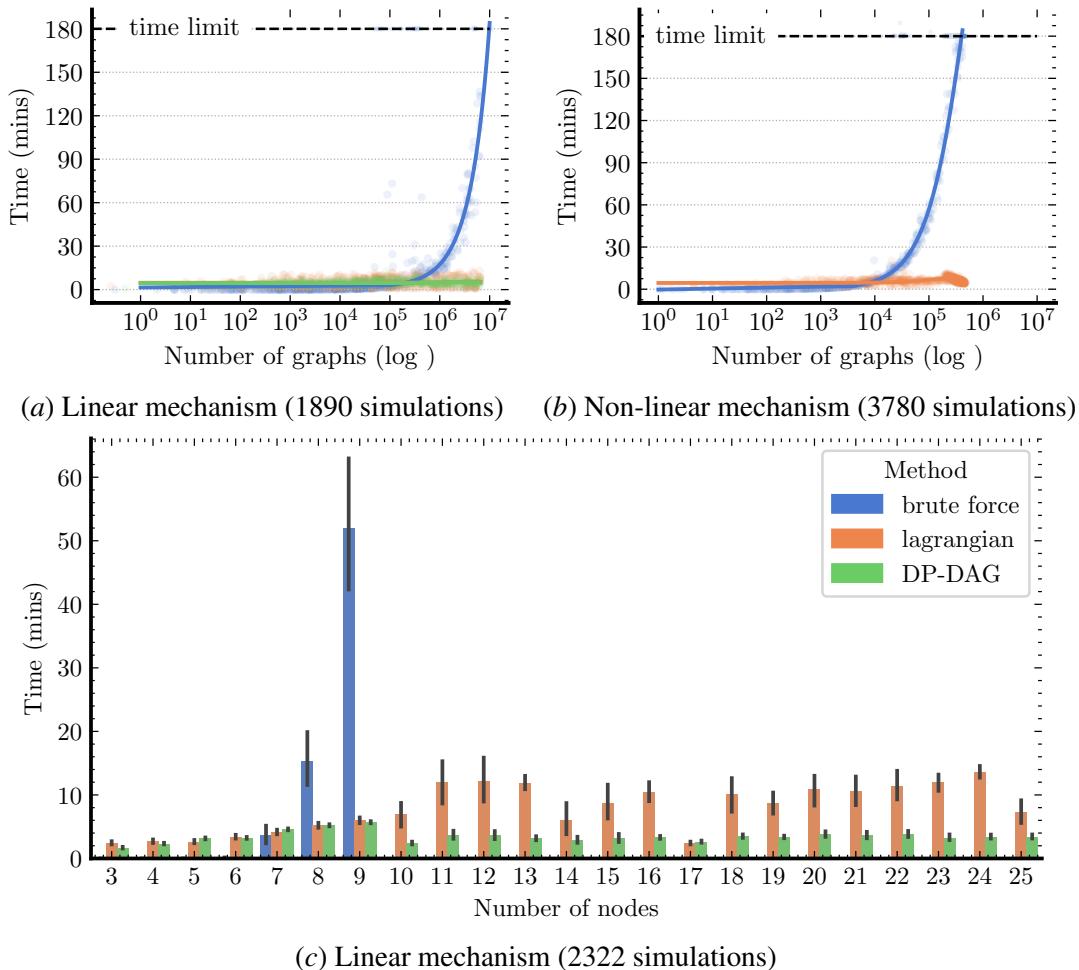 180
150
120
90
60
30
0
time limit
Time (mins)
10^0 10^1 10^2 10^3 10^4 10^5 10^6 10^7
Number of graphs (log )
(a) Linear mechanism (1890 simulations)
180
150
120
90
60
30
0
time limit
Time (mins)
10^0 10^1 10^2 10^3 10^4 10^5 10^6 10^7
Number of graphs (log )
(b) Non-linear mechanism (3780 simulations)
60
50
40
30
20
10
0
Time (mins)
Method
brute force
lagrangian
DP-DAG
3 4 5 6 7 8 9 10 11 12 13 14 15 16 17 18 19 20 21 22 23 24 25
Number of nodes
(c) Linear mechanism (2322 simulations)